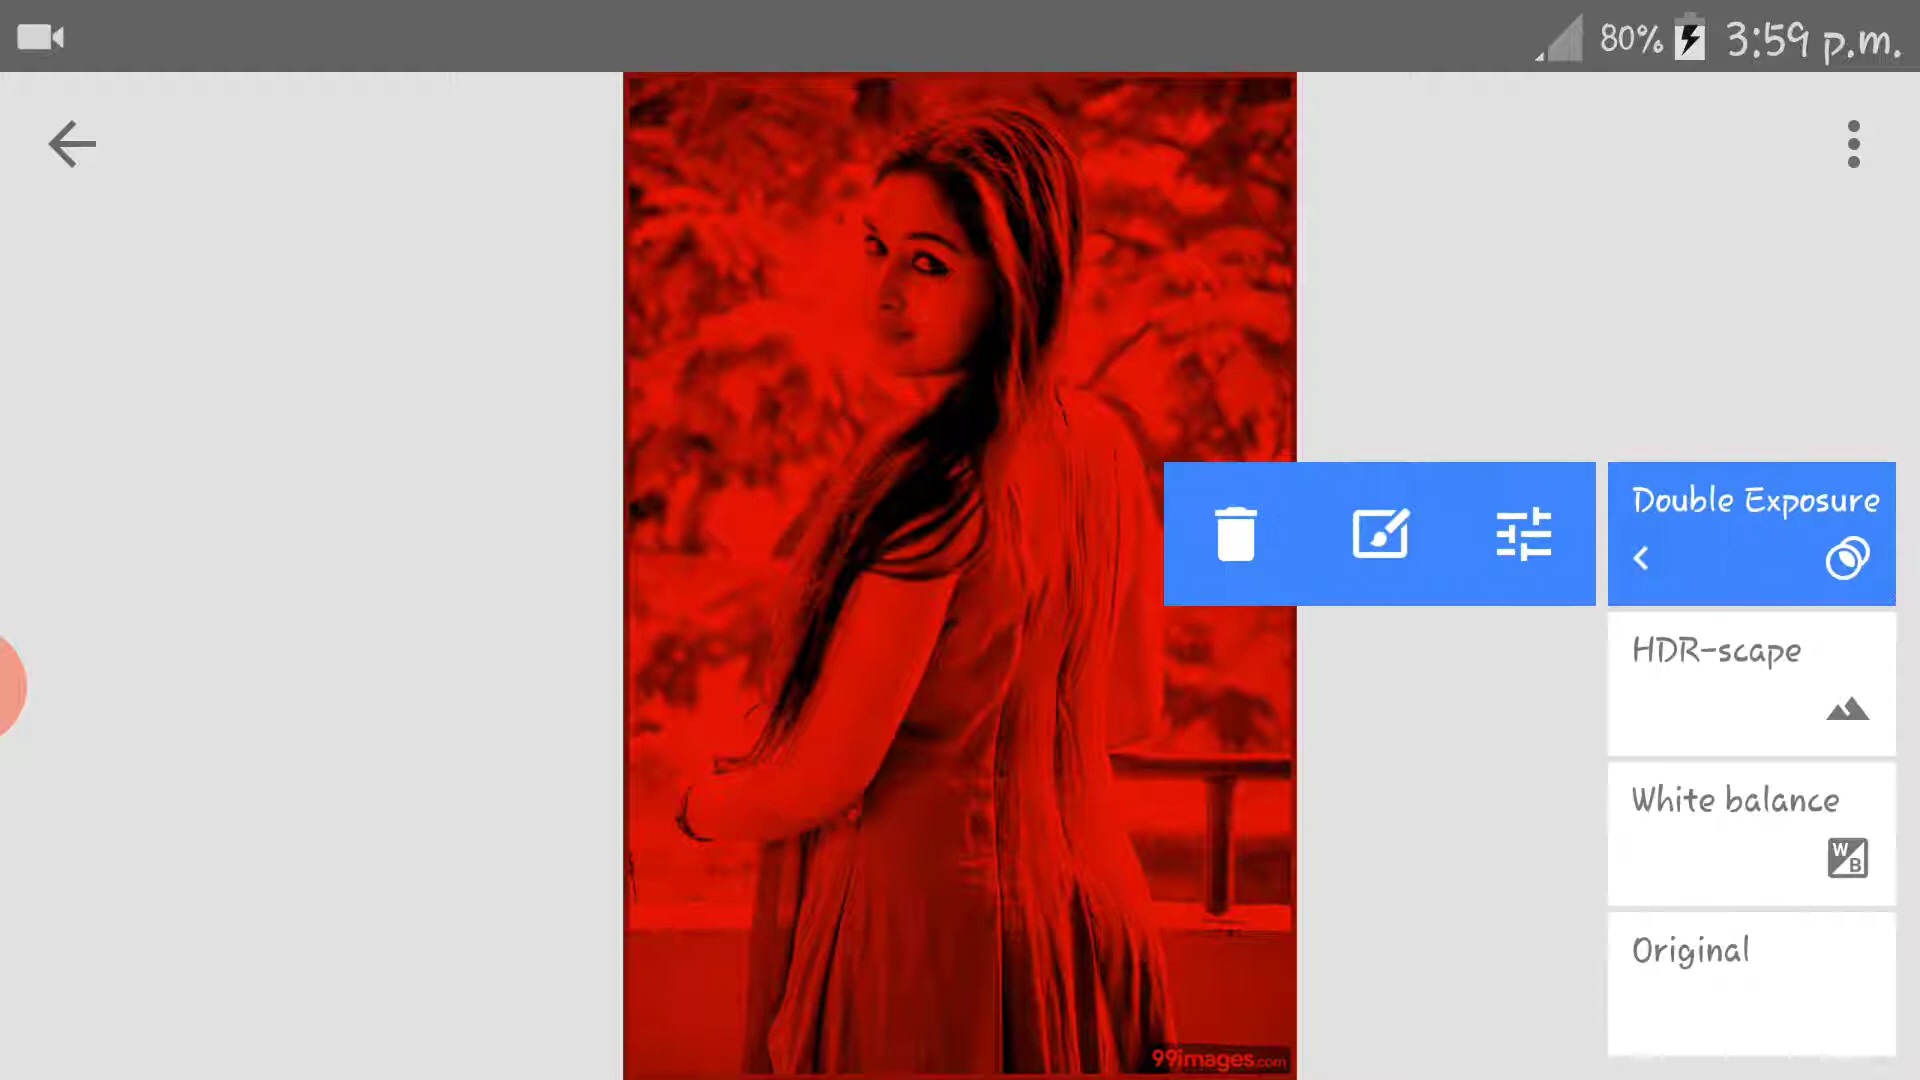 80% 3:59 p.m.
Double Exposure
HDR-scape
White balance
W
B
Original
99images.com